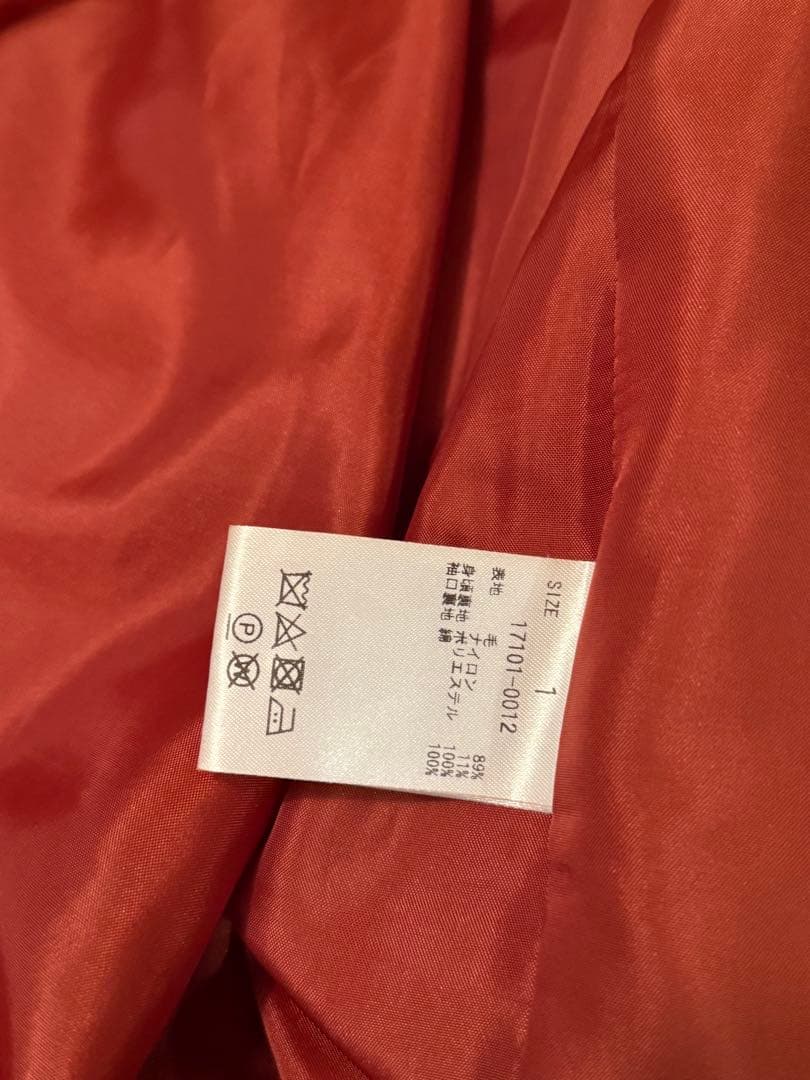 SIZE 1
17101-0012
表地 毛 89%
ナイロン 11%
身頃裏地 ポリエステル 100%
袖口裏地 綿 100%
P
W